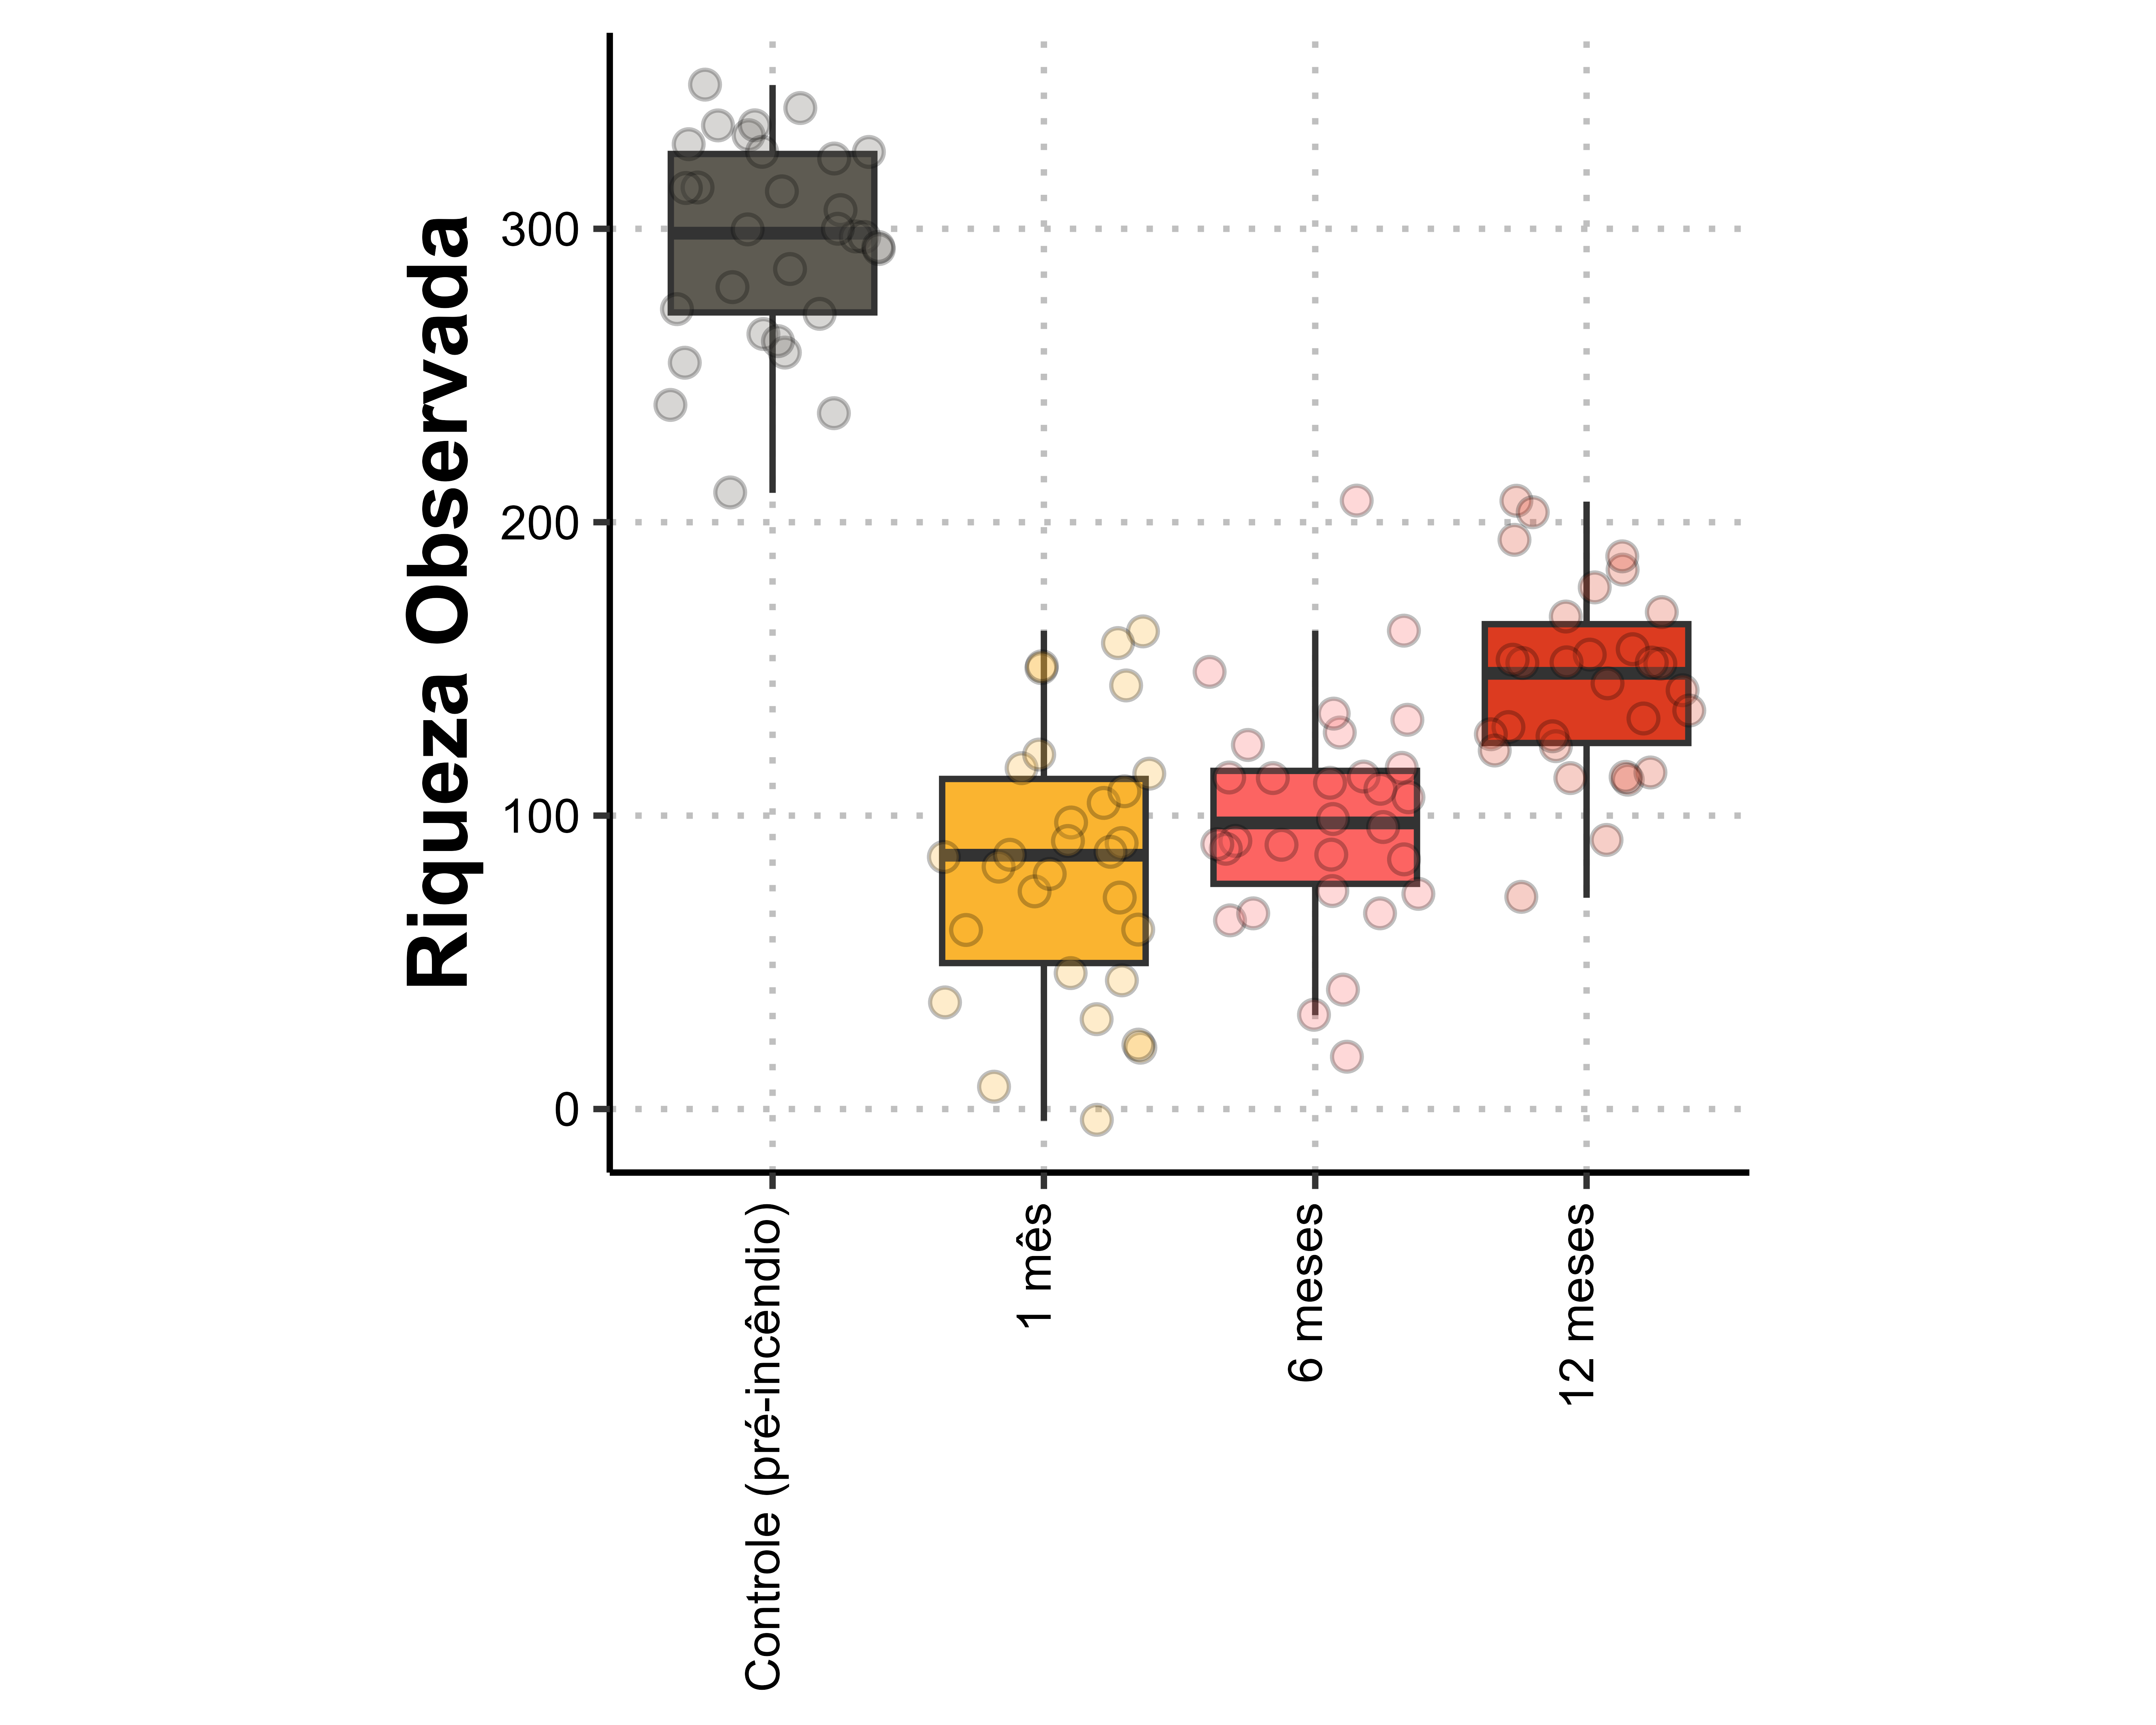 Riqueza Observada
300
200
100
0
Controle (pré-incêndio)
1 mês
6 meses
12 meses